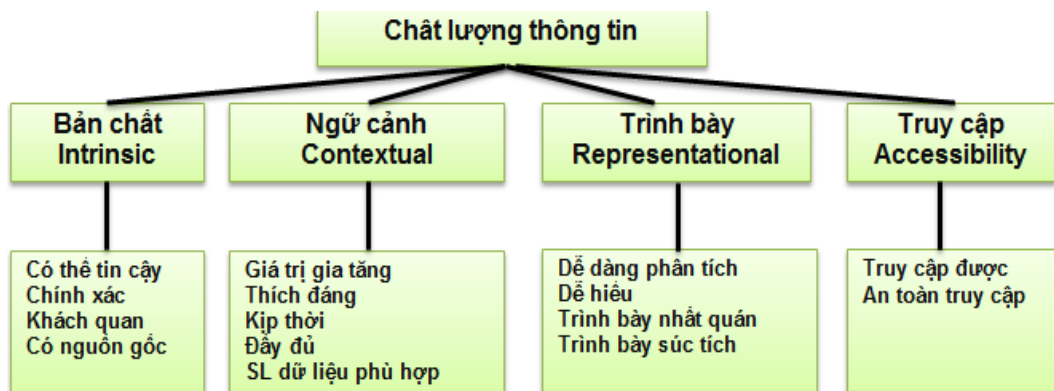 Chất lượng thông tin
Bản chất
Intrinsic
Ngữ cảnh
Contextual
Trình bày
Representational
Truy cập
Accessibility
Có thể tin cậy
Chính xác
Khách quan
Có nguồn gốc
Giá trị gia tăng
Thích đáng
Kịp thời
Đầy đủ
SL dữ liệu phù hợp
Dễ dàng phân tích
Dễ hiểu
Trình bày nhất quán
Trình bày súc tích
Truy cập được
An toàn truy cập